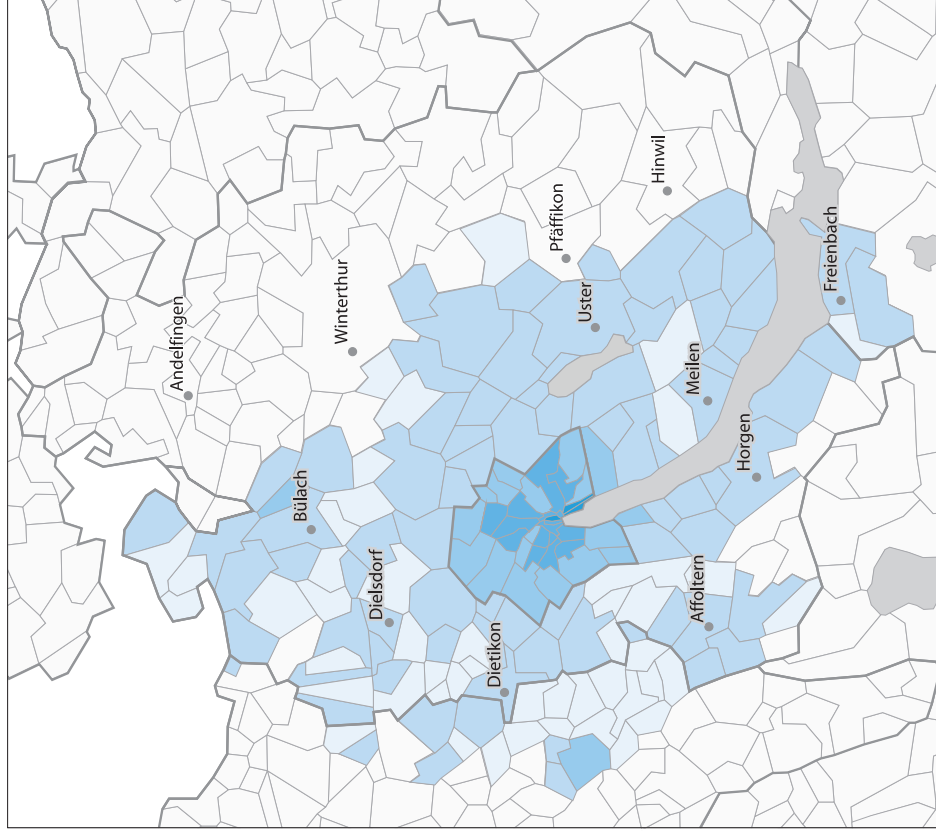 Andelfingen
Winterthur
Pfäffikon
Hinwil
Bülach
Uster
Freienbach
Dielsdorf
Meilen
Horgen
Dietikon
Affoltern